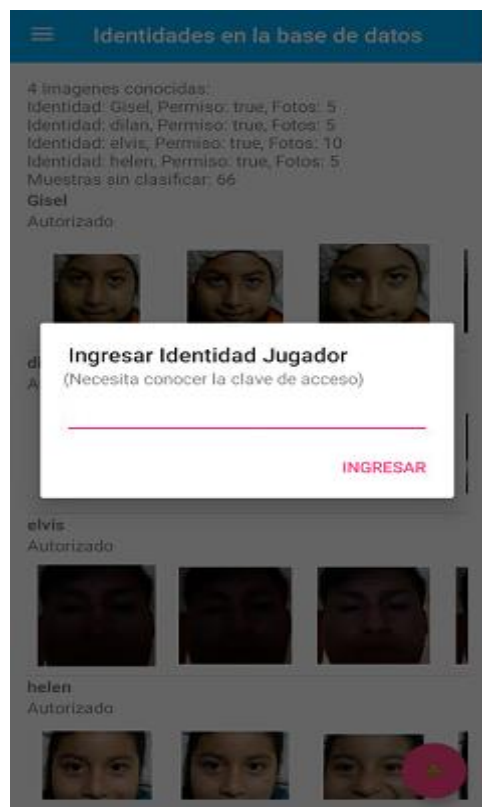 Identidades en la base de datos
4 Imagenes conocidas:
Identidad: Gisel, Permiso: true, Fotos: 5
Identidad: dilan, Permiso: true, Fotos: 5
Identidad: elvis, Permiso: true, Fotos: 10
Identidad: helen, Permiso: true, Fotos: 5
Muestras sin clasificar: 66
Gisel
Autorizado
Ingresar Identidad Jugador
(Necesita conocer la clave de acceso)
INGRESAR
elvis
Autorizado
helen
Autorizado